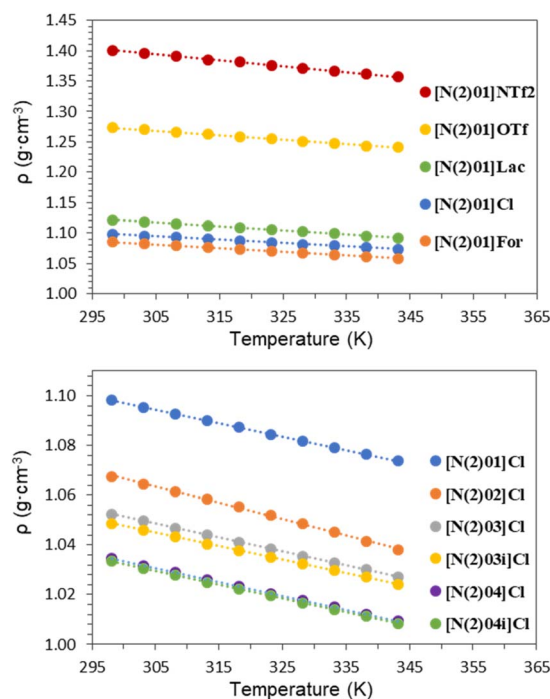 1.45
1.40
1.35
1.30
1.25
1.20
1.15
1.10
1.05
1.00
ρ (g·cm-3)
[N(2)01]NTf2
[N(2)01]OTf
[N(2)01]Lac
[N(2)01]Cl
[N(2)01]For
295 305 315 325 335 345 355 365
Temperature (K)
1.10
1.08
1.06
1.04
1.02
1.00
ρ (g·cm-3)
[N(2)01]Cl
[N(2)02]Cl
[N(2)03]Cl
[N(2)03i]Cl
[N(2)04]Cl
[N(2)04i]Cl
295 305 315 325 335 345 355 365
Temperature (K)